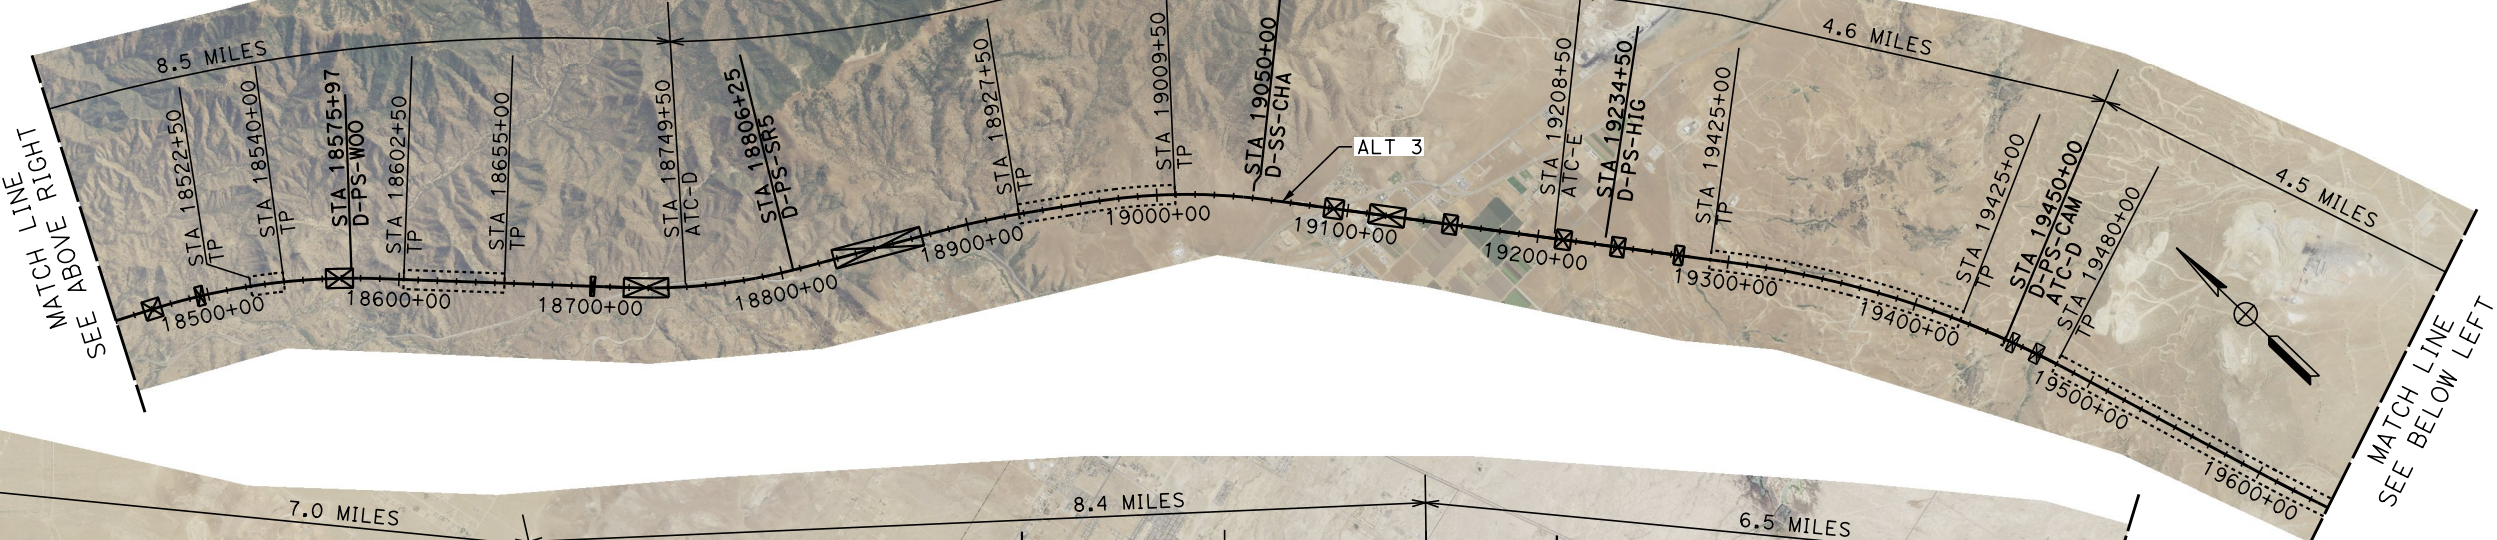 MATCH LINE
SEE ABOVE RIGHT
8.5 MILES
STA 18522+50
TP
STA 18540+00
TP
STA 18575+97
D-PS-WOO
STA 18602+50
TP
STA 18655+00
TP
STA 18749+50
ATC-D
STA 18806+25
D-PS-SR5
STA 18927+50
TP
STA 19009+50
TP
STA 19050+00
D-SS-CHA
ALT 3
STA 19208+50
ATC-E
STA 19234+50
D-PS-HIG
STA 19425+00
TP
4.6 MILES
STA 19425+00
TP
STA 19450+00
D-PS-CAM
ATC-D
STA 19480+00
TP
4.5 MILES
18500+00
18600+00
18700+00
18800+00
18900+00
19000+00
19100+00
19200+00
19300+00
19400+00
19500+00
19600+00
MATCH LINE
SEE BELOW LEFT
7.0 MILES
8.4 MILES
6.5 MILES